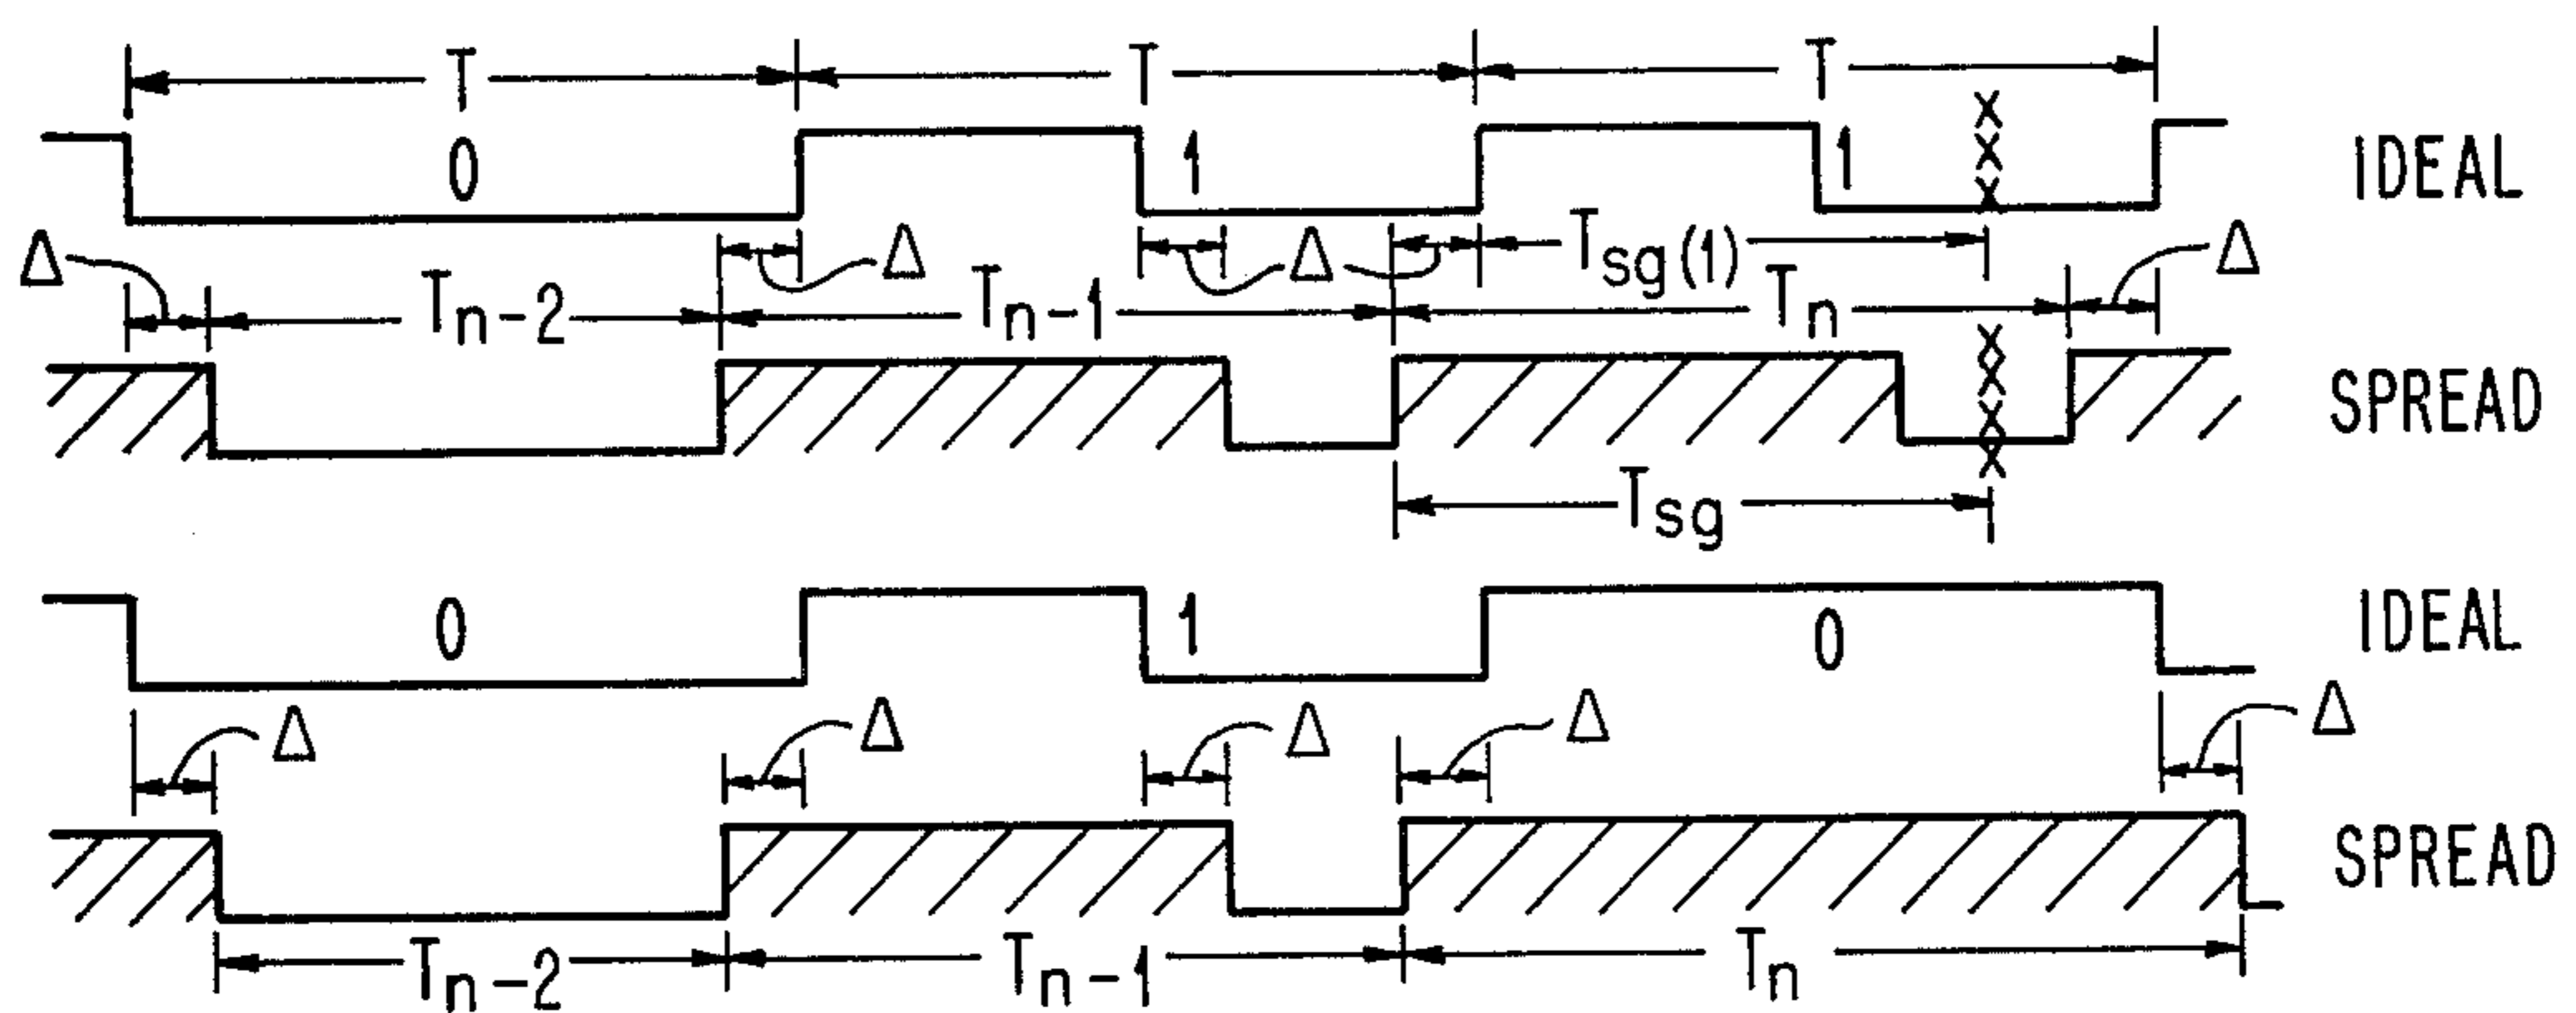 T T T
X
X
X
0 1 1 IDEAL
Δ Tn-2 Δ Tn-1 Δ Tsg(1) Tn Δ
X
X
X
X
SPREAD
Tsg
0 1 0 IDEAL
Δ Δ Δ Δ Δ
SPREAD
Tn-2 Tn-1 Tn